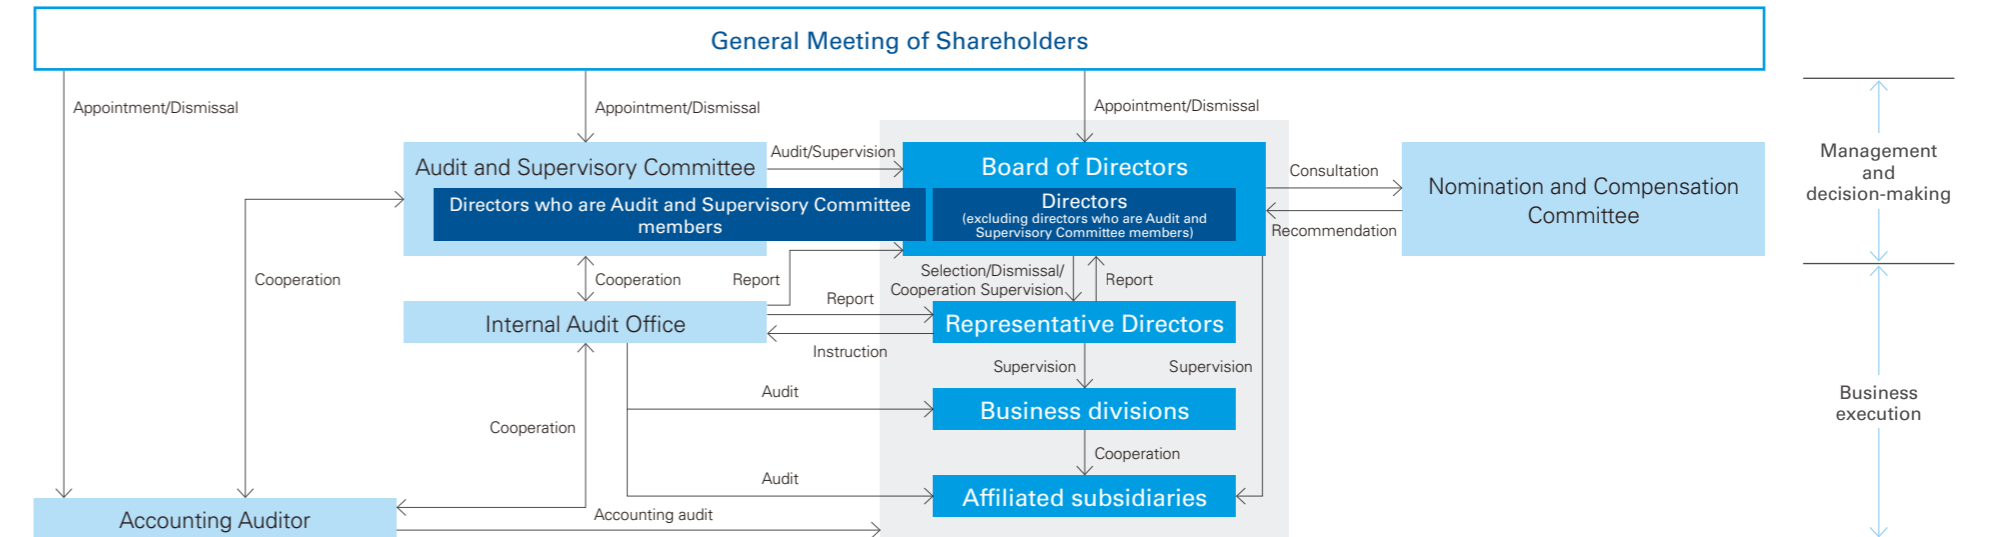 General Meeting of Shareholders
Appointment/Dismissal
Appointment/Dismissal
Appointment/Dismissal
Audit and Supervisory Committee
Directors who are Audit and Supervisory Committee
members
Audit/Supervision
Board of Directors
Directors
(excluding directors who are Audit and
Supervisory Committee members)
Consultation
Recommendation
Nomination and Compensation
Committee
Management
and
decision-making
Cooperation
Cooperation
Report
Report
Instruction
Selection/Dismissal/
Cooperation Supervision
Report
Internal Audit Office
Representative Directors
Supervision
Supervision
Audit
Business divisions
Business
execution
Cooperation
Cooperation
Audit
Affiliated subsidiaries
Accounting Auditor
Accounting audit